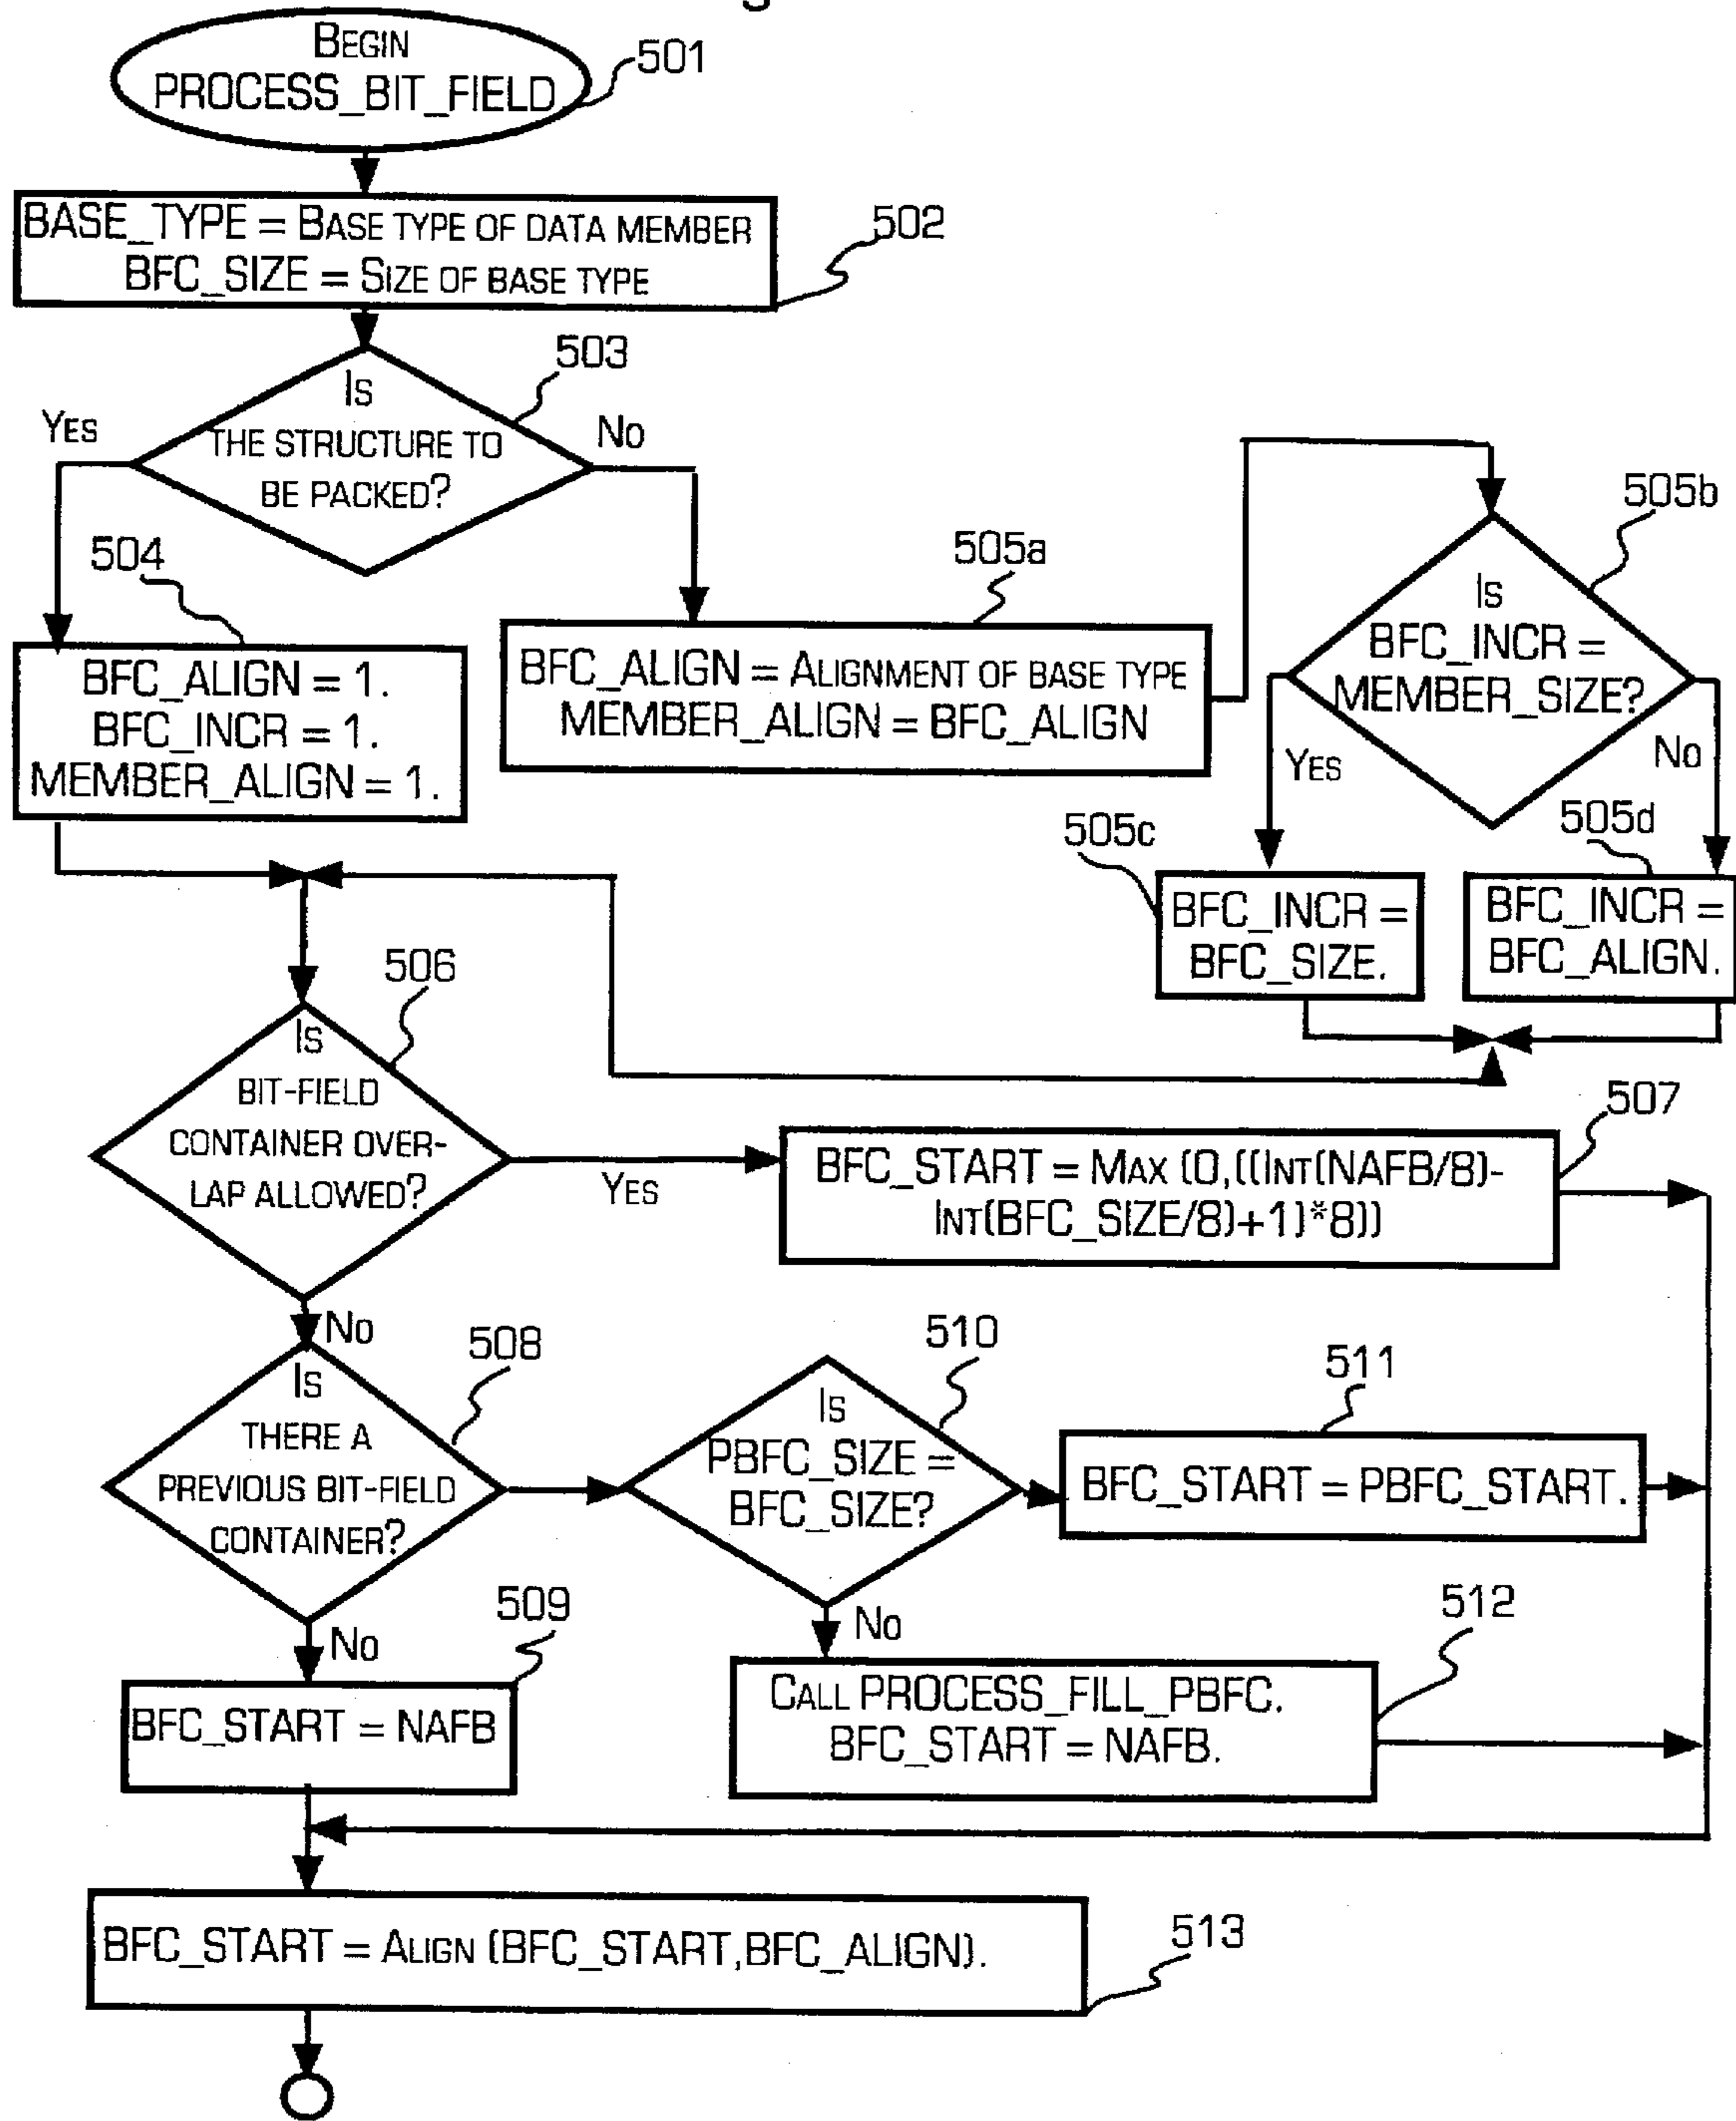 BEGIN
PROCESS_BIT_FIELD
501
BASE_TYPE = BASE TYPE OF DATA MEMBER
BFC_SIZE = SIZE OF BASE TYPE
502
503
IS
THE STRUCTURE TO
BE PACKED?
YES
NO
504
BFC_ALIGN = 1.
BFC_INCR = 1.
MEMBER_ALIGN = 1.
505a
BFC_ALIGN = ALIGNMENT OF BASE TYPE
MEMBER_ALIGN = BFC_ALIGN
505b
IS
BFC_INCR =
MEMBER_SIZE?
YES
NO
505c
BFC_INCR =
BFC_SIZE.
505d
BFC_INCR =
BFC_ALIGN.
506
IS
BIT-FIELD
CONTAINER OVER-
LAP ALLOWED?
YES
NO
507
BFC_START = MAX (0,((INT(NAFB/8)-
INT(BFC_SIZE/8)+1)*8))
508
IS
THERE A
PREVIOUS BIT-FIELD
CONTAINER?
NO
510
IS
PBFC_SIZE =
BFC_SIZE?
NO
511
BFC_START = PBFC_START.
509
BFC_START = NAFB
512
CALL PROCESS_FILL_PBFC.
BFC_START = NAFB.
BFC_START = ALIGN (BFC_START,BFC_ALIGN).
513